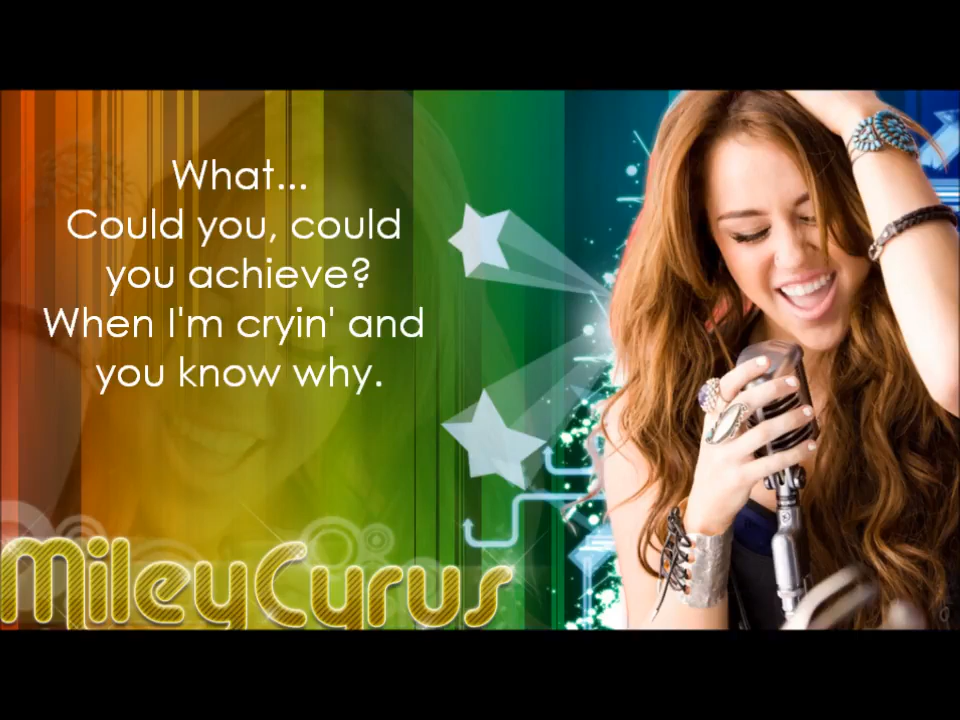 What...
Could you, could
you achieve?
When I'm cryin' and
you know why.
MileyCyrus